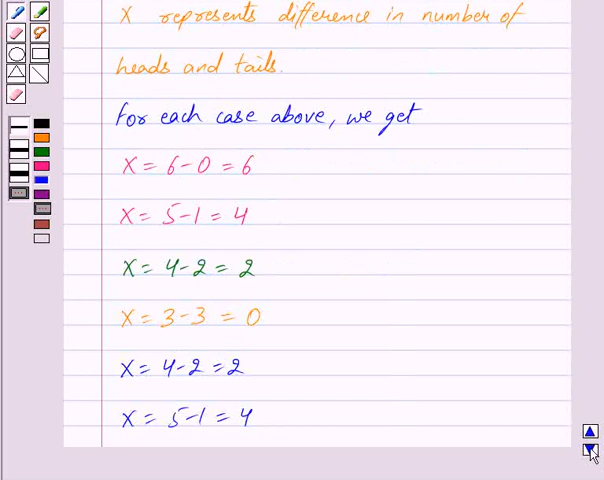 X represents difference in number of
heads and tails.
for each case above, we get
X = 6-0 = 6
X = 5-1 = 4
X = 4-2 = 2
X = 3-3 = 0
X = 4-2 = 2
X = 5-1 = 4